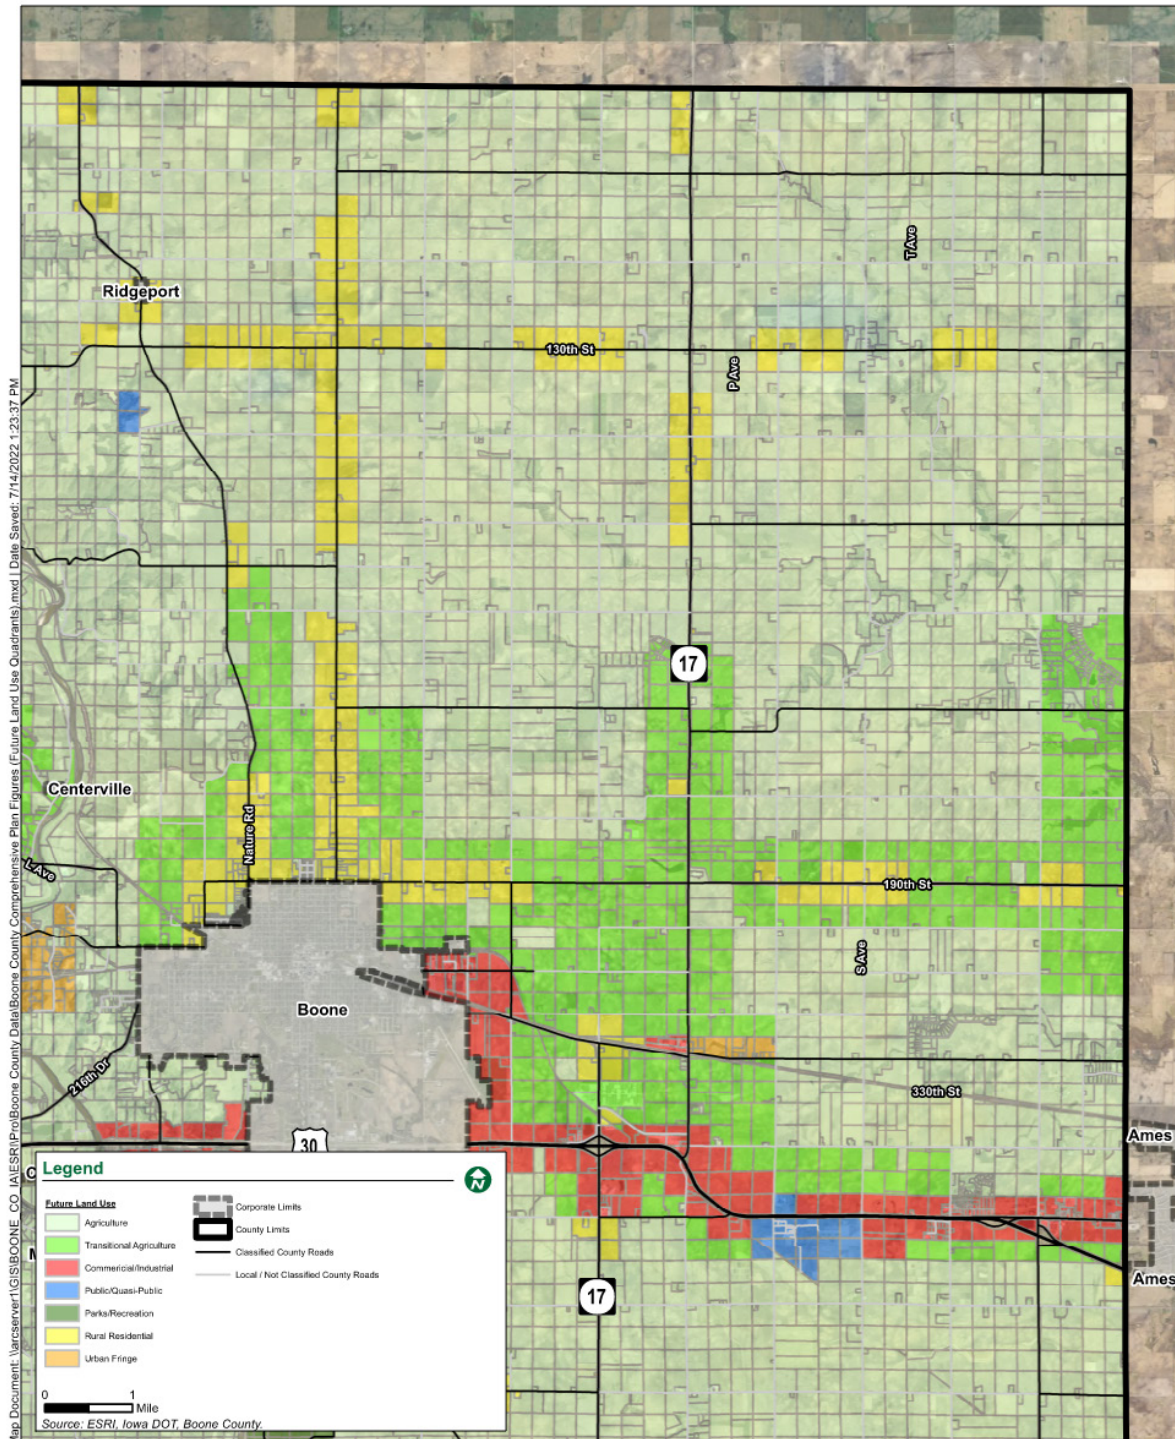 Map Document: \\arcserver1\GIS\BOONE_CO_IA\ESRI\Pro\Boone County Data\Boone County Comprehensive Plan Figures (Future Land Use Quadrants).mxd | Date Saved: 7/14/2022 1:23:37 PM
T Ave
Ridgeport
130th St
P Ave
17
Centerville
Nature Rd
L Ave
190th St
S Ave
Boone
216th Dr
330th St
30
Ames
Ames
17
Legend
N
Future Land Use
Agriculture
Transitional Agriculture
Commericial/Industrial
Public/Quasi-Public
Parks/Recreation
Rural Residential
Urban Fringe
Corporate Limits
County Limits
Classified County Roads
Local / Not Classified County Roads
0 1
Mile
Source: ESRI, Iowa DOT, Boone County.